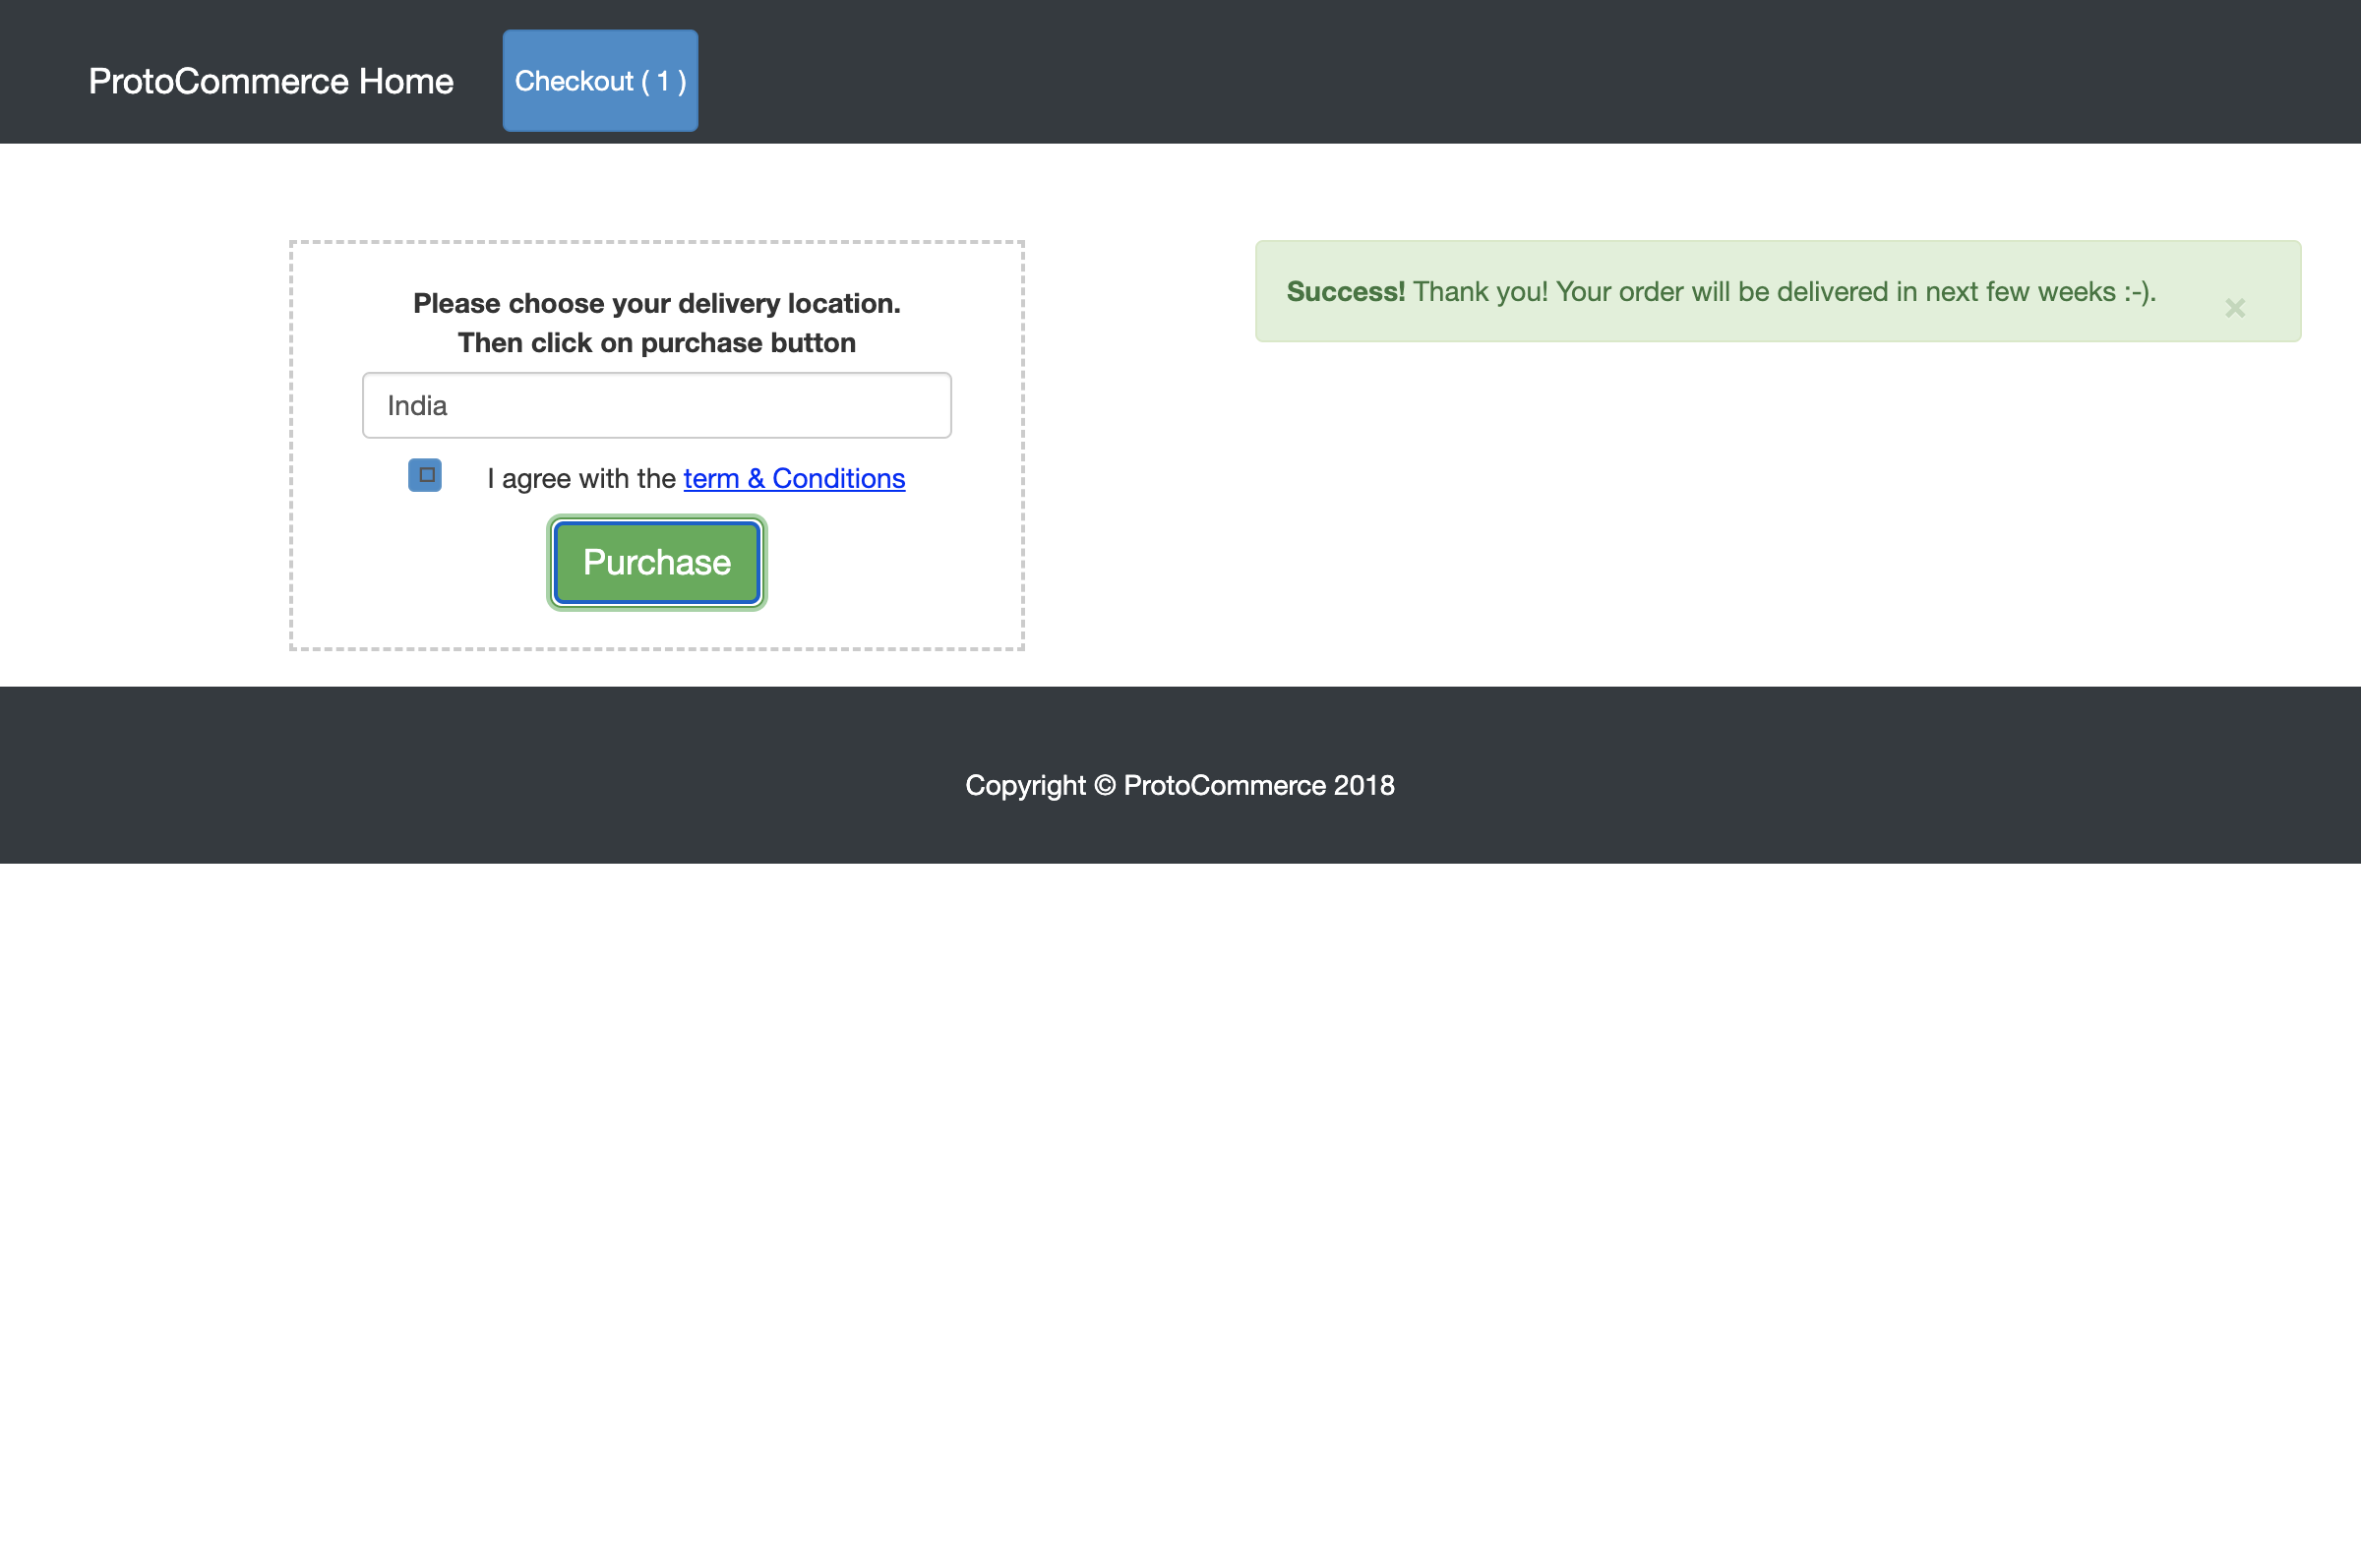 ProtoCommerce Home
Checkout ( 1 )
Please choose your delivery location.
Then click on purchase button
India
I agree with the term & Conditions
Purchase
Success! Thank you! Your order will be delivered in next few weeks :-).
×
Copyright © ProtoCommerce 2018